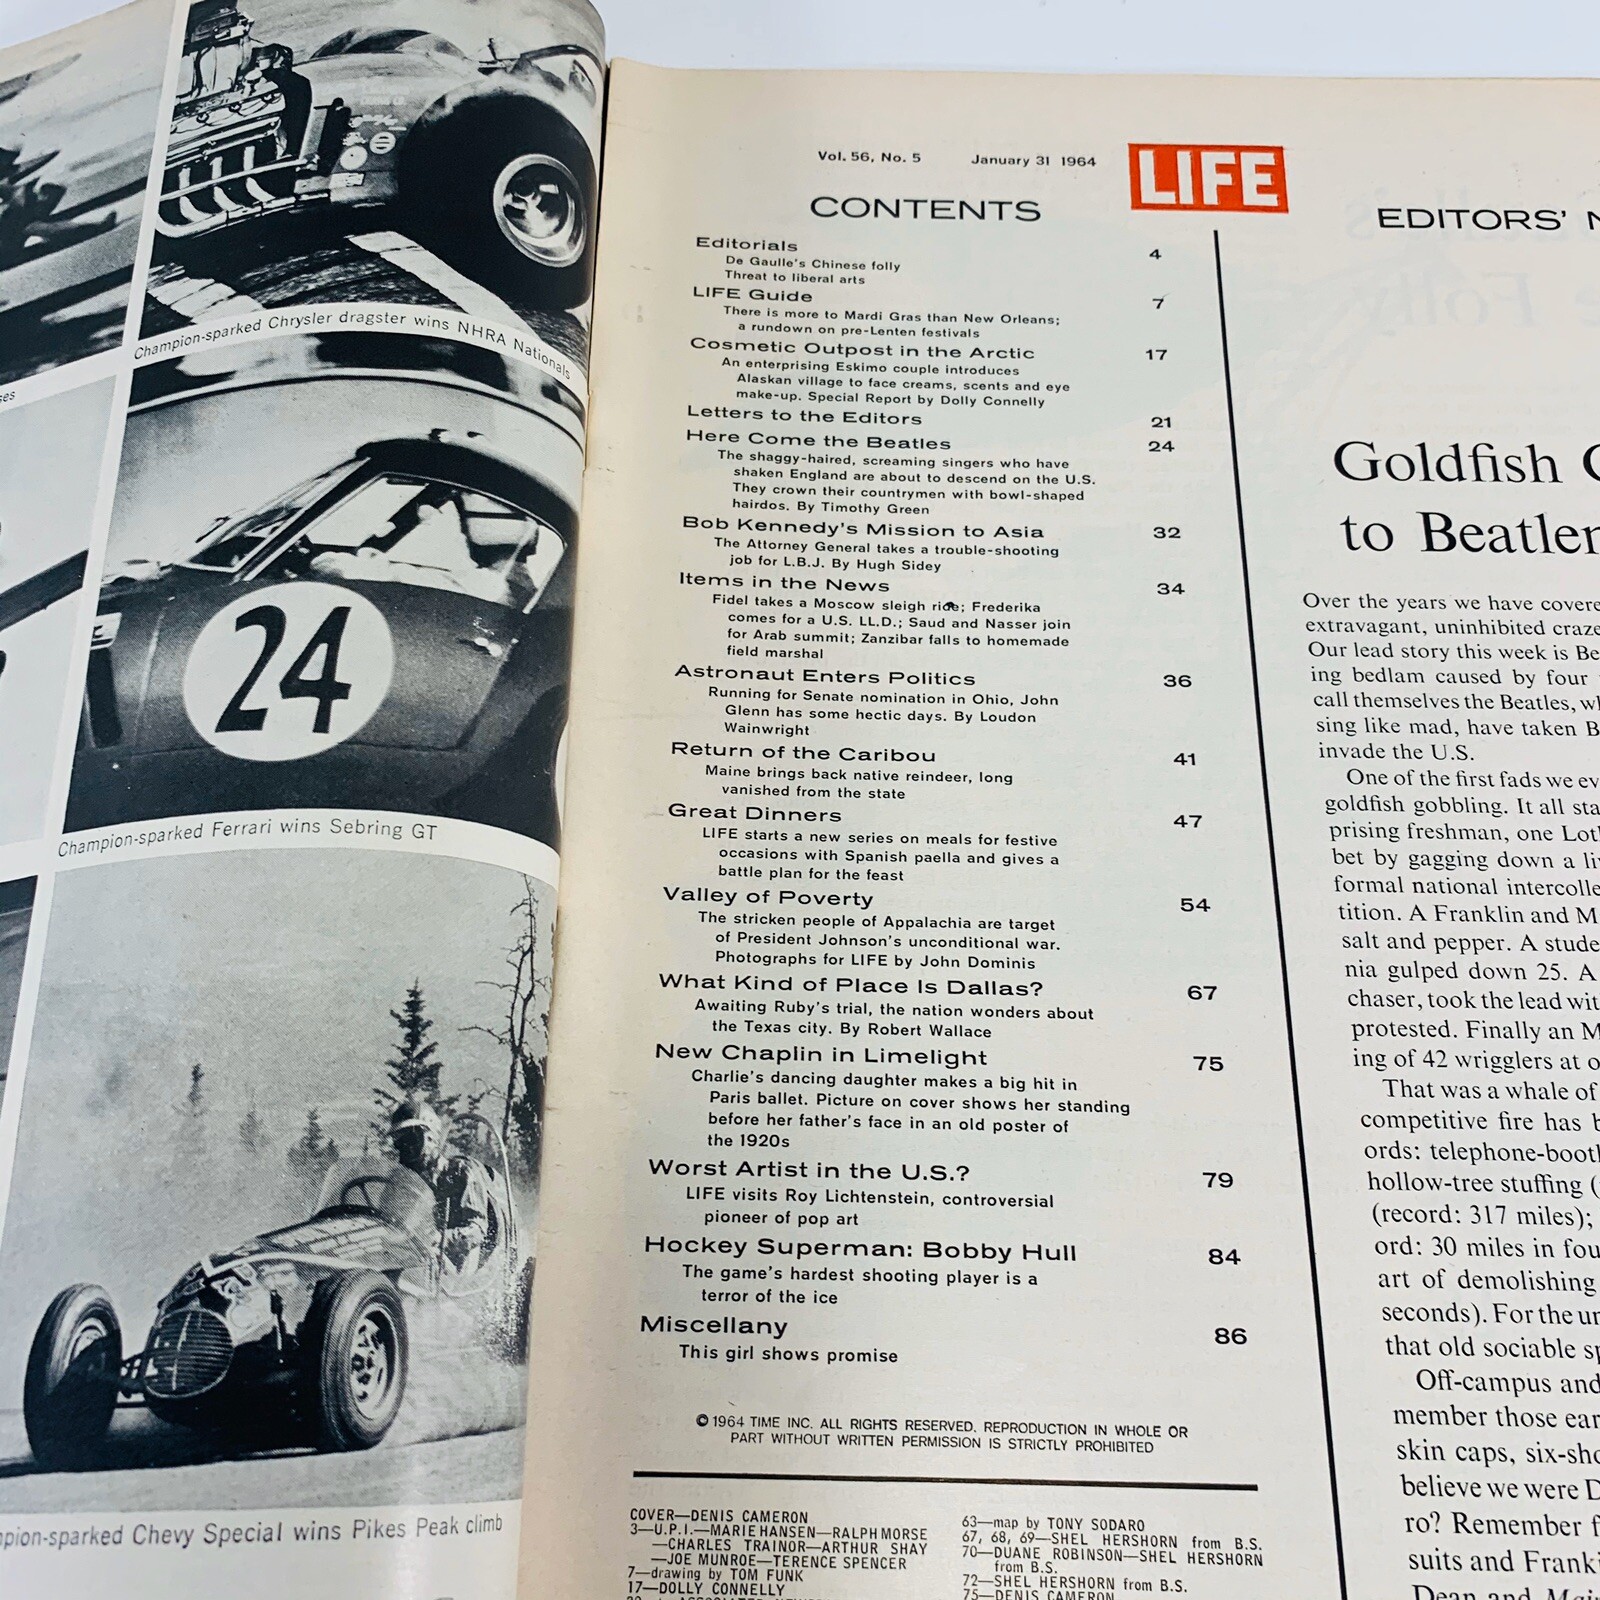 Champion-sparked Chrysler dragster wins NHRA Nationals
24
Champion-sparked Ferrari wins Sebring GT
Chevy Special wins Pikes Peak climb
Vol. 56, No. 5 January 31 1964
LIFE
CONTENTS
Editorials 4
De Gaulle's Chinese folly
Threat to liberal arts
LIFE Guide 7
There is more to Mardi Gras than New Orleans;
a rundown on pre-Lenten festivals
Cosmetic Outpost in the Arctic 17
An enterprising Eskimo couple introduces
Alaskan village to face creams, scents and eye
make-up. Special Report by Dolly Connelly
Letters to the Editors 21
Here Come the Beatles 24
The shaggy-haired, screaming singers who have
shaken England are about to descend on the U.S.
They crown their countrymen with bowl-shaped
hairdos. By Timothy Green
Bob Kennedy's Mission to Asia 32
The Attorney General takes a trouble-shooting
job for L.B.J. By Hugh Sidey
Items in the News 34
Fidel takes a Moscow sleigh ride; Frederika
comes for a U.S. LL.D.; Saud and Nasser join
for Arab summit; Zanzibar falls to homemade
field marshal
Astronaut Enters Politics 36
Running for Senate nomination in Ohio, John
Glenn has some hectic days. By Loudon
Wainwright
Return of the Caribou 41
Maine brings back native reindeer, long
vanished from the state
Great Dinners 47
LIFE starts a new series on meals for festive
occasions with Spanish paella and gives a
battle plan for the feast
Valley of Poverty 54
The stricken people of Appalachia are target
of President Johnson's unconditional war.
Photographs for LIFE by John Dominis
What Kind of Place Is Dallas? 67
Awaiting Ruby's trial, the nation wonders about
the Texas city. By Robert Wallace
New Chaplin in Limelight 75
Charlie's dancing daughter makes a big hit in
Paris ballet. Picture on cover shows her standing
before her father's face in an old poster of
the 1920s
Worst Artist in the U.S.? 79
LIFE visits Roy Lichtenstein, controversial
pioneer of pop art
Hockey Superman: Bobby Hull 84
The game's hardest shooting player is a
terror of the ice
Miscellany 86
This girl shows promise
© 1964 TIME INC. ALL RIGHTS RESERVED. REPRODUCTION IN WHOLE OR
PART WITHOUT WRITTEN PERMISSION IS STRICTLY PROHIBITED
COVER—DENIS CAMERON
3—U.P.I.—MARIE HANSEN—RALPH MORSE
—CHARLES TRAINOR—ARTHUR SHAY
—JOE MUNROE—TERENCE SPENCER
7—drawing by TOM FUNK
17—DOLLY CONNELLY
63—map by TONY SODARO
67, 68, 69—SHEL HERSHORN from B.S.
70—DUANE ROBINSON—SHEL HERSHORN
from B.S.
72—SHEL HERSHORN from B.S.
75—DENIS CAMERON
EDITORS'
Goldfish
to
Over the years we have
extravagant, uninhibited
Our lead story this week is
ing bedlam caused by four
call themselves the Beatles,
sing like mad, have taken
invade the U.S.
One of the first fads we
goldfish gobbling. It all
prising freshman, one
bet by gagging down a
formal national
tition. A Franklin and
salt and pepper. A
nia gulped down 25. A
chaser, took the lead
protested. Finally an
ing of 42 wrigglers at
That was a whale of
competitive fire has
ords:
hollow-tree stuffing
(record: 317 miles);
ord: 30 miles in
art of demolishing
seconds). For the
that old sociable
Off-campus and
member those
skin caps,
believe we were
ro? Remember
suits and
Dean and